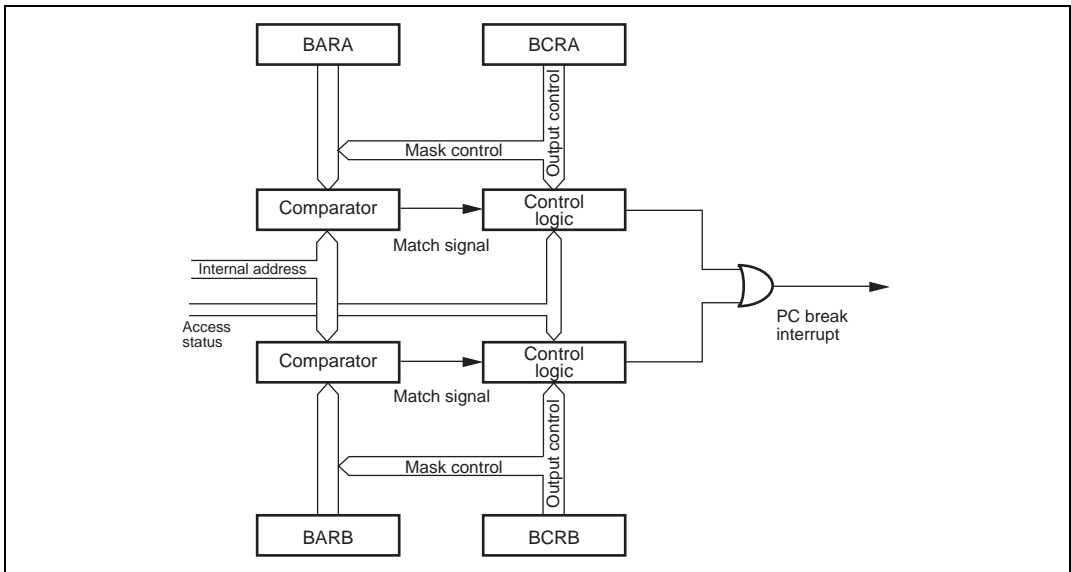 BARA
BCRA
Output control
Mask control
Comparator
Control
logic
Match signal
Internal address
Access
status
PC break
interrupt
Comparator
Control
logic
Match signal
Output control
Mask control
BARB
BCRB